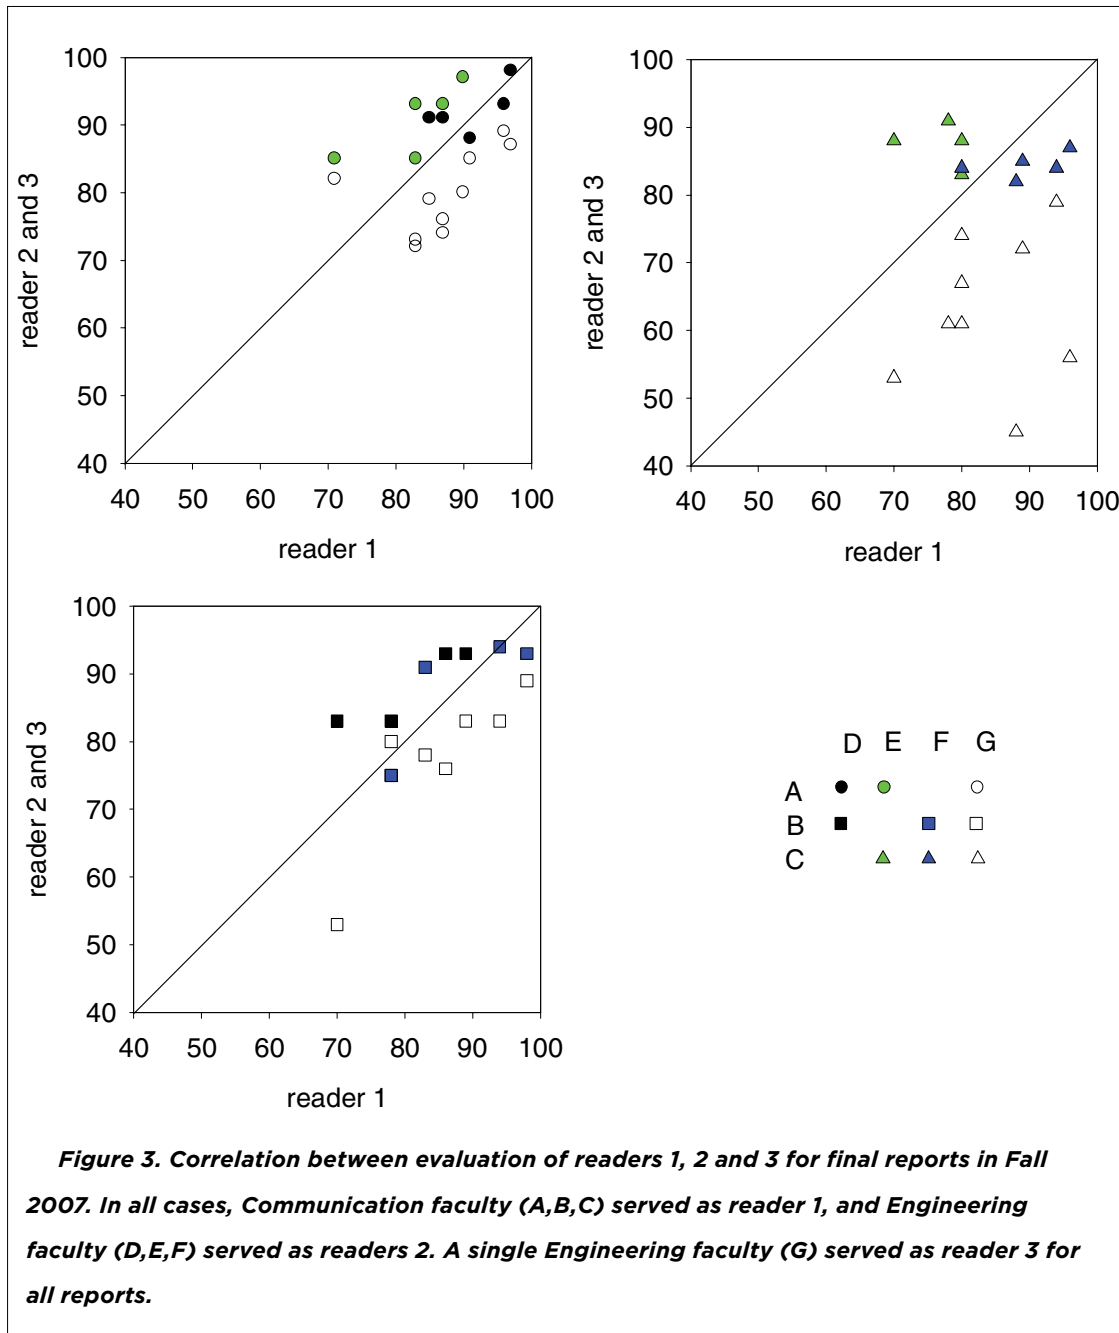 100
90
80
70
60
50
40
reader 2 and 3
40 50 60 70 80 90 100
reader 1
100
90
80
70
60
50
40
reader 2 and 3
40 50 60 70 80 90 100
reader 1
100
90
80
70
60
50
40
reader 2 and 3
40 50 60 70 80 90 100
reader 1
D E F G
A
B
C
Figure 3. Correlation between evaluation of readers 1, 2 and 3 for final reports in Fall
2007. In all cases, Communication faculty (A,B,C) served as reader 1, and Engineering
faculty (D,E,F) served as readers 2. A single Engineering faculty (G) served as reader 3 for
all reports.